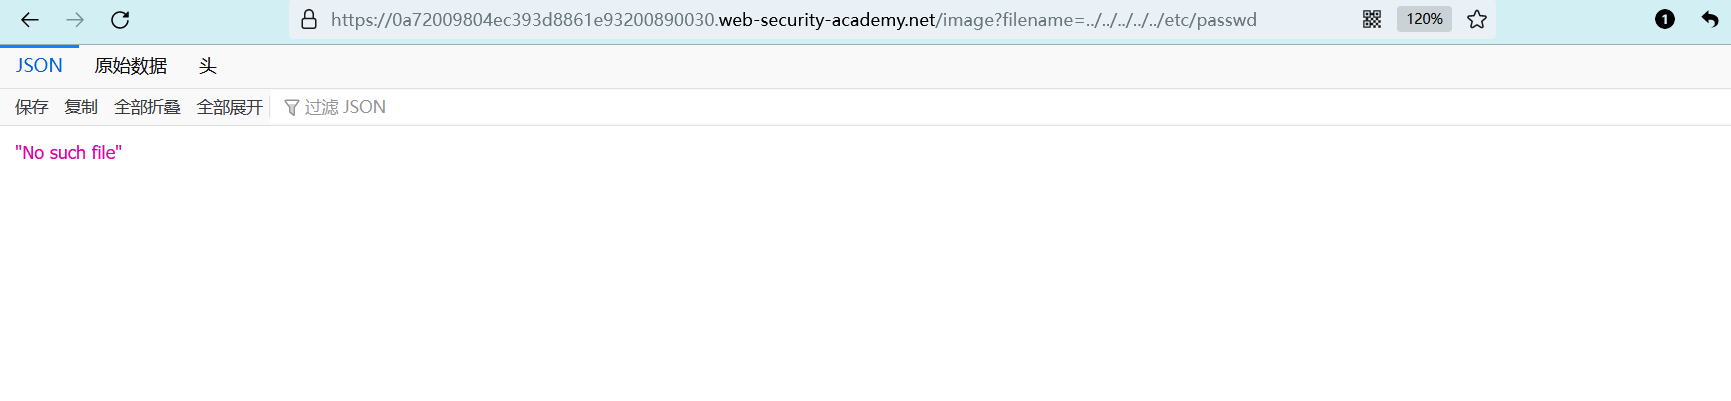 https://0a72009804ec393d8861e93200890030.web-security-academy.net/image?filename=../../../../../etc/passwd 120% 1
JSON 原始数据 头
保存 复制 全部折叠 全部展开 过滤 JSON
"No such file"